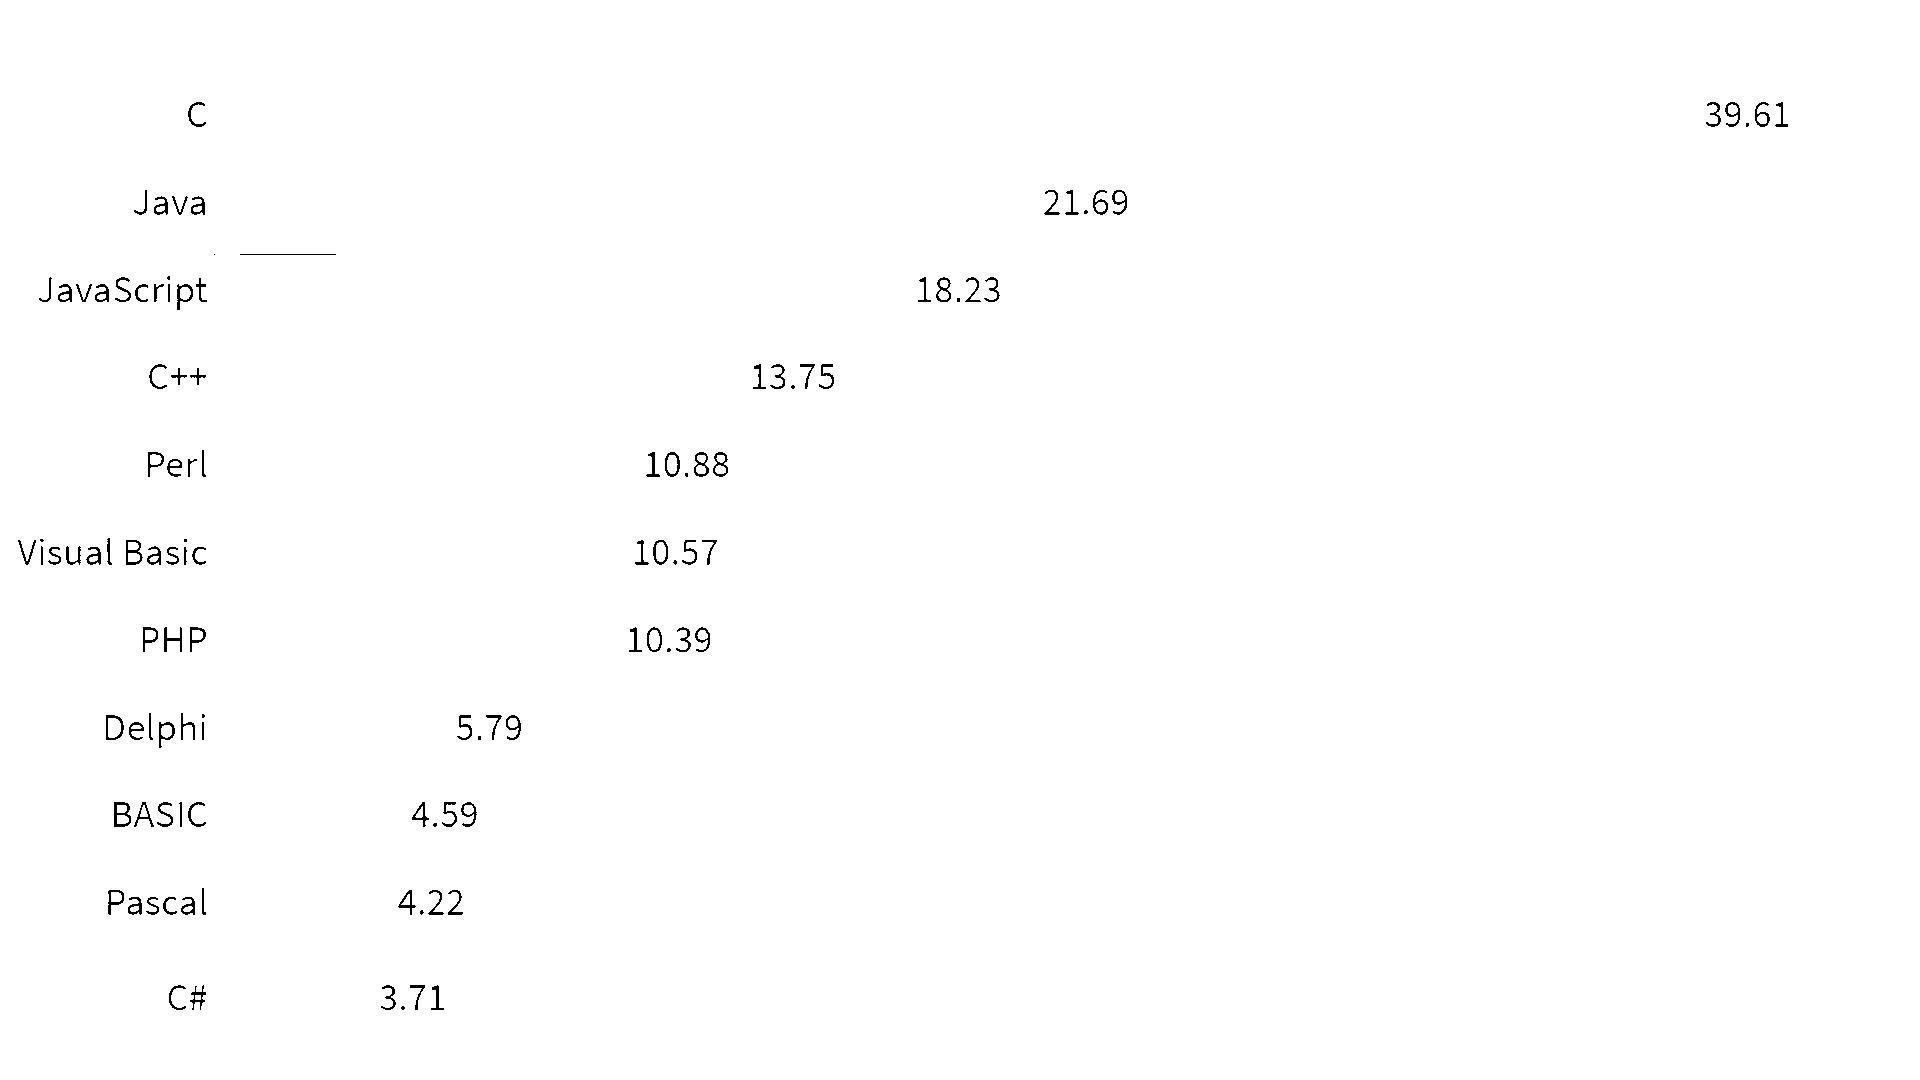 C 39.61
Java 21.69
JavaScript 18.23
C++ 13.75
Perl 10.88
Visual Basic 10.57
PHP 10.39
Delphi 5.79
BASIC 4.59
Pascal 4.22
C# 3.71